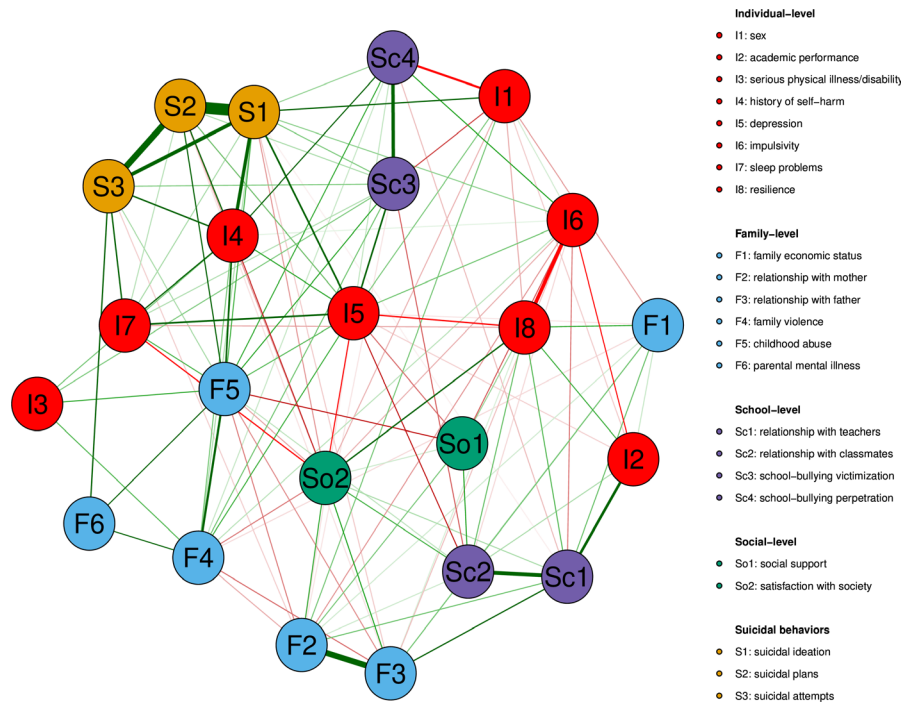 Individual−level
I1: sex
I2: academic performance
I3: serious physical illness/disability
I4: history of self−harm
I5: depression
I6: impulsivity
I7: sleep problems
I8: resilience
Family−level
F1: family economic status
F2: relationship with mother
F3: relationship with father
F4: family violence
F5: childhood abuse
F6: parental mental illness
School−level
Sc1: relationship with teachers
Sc2: relationship with classmates
Sc3: school−bullying victimization
Sc4: school−bullying perpetration
Social−level
So1: social support
So2: satisfaction with society
Suicidal behaviors
S1: suicidal ideation
S2: suicidal plans
S3: suicidal attempts
Sc4
I1
S2
S1
Sc3
S3
I6
I4
I5
I7
I8
F1
F5
I3
So1
I2
So2
F6
F4
Sc2
Sc1
F2
F3